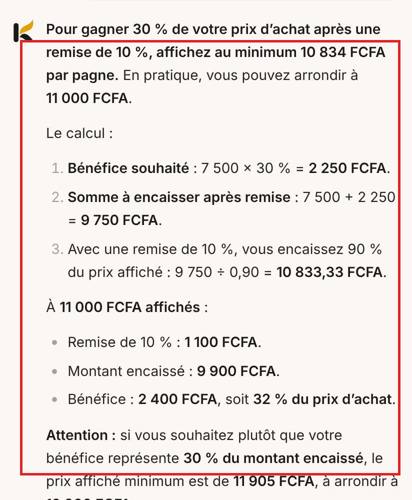 Pour gagner 30 % de votre prix d’achat après une
remise de 10 %, affichez au minimum 10 834 FCFA
par pagne. En pratique, vous pouvez arrondir à
11 000 FCFA.
Le calcul :
1. Bénéfice souhaité : 7 500 × 30 % = 2 250 FCFA.
2. Somme à encaisser après remise : 7 500 + 2 250
= 9 750 FCFA.
3. Avec une remise de 10 %, vous encaissez 90 %
du prix affiché : 9 750 ÷ 0,90 = 10 833,33 FCFA.
À 11 000 FCFA affichés :
• Remise de 10 % : 1 100 FCFA.
• Montant encaissé : 9 900 FCFA.
• Bénéfice : 2 400 FCFA, soit 32 % du prix d’achat.
Attention : si vous souhaitez plutôt que votre
bénéfice représente 30 % du montant encaissé, le
prix affiché minimum est de 11 905 FCFA, à arrondir à